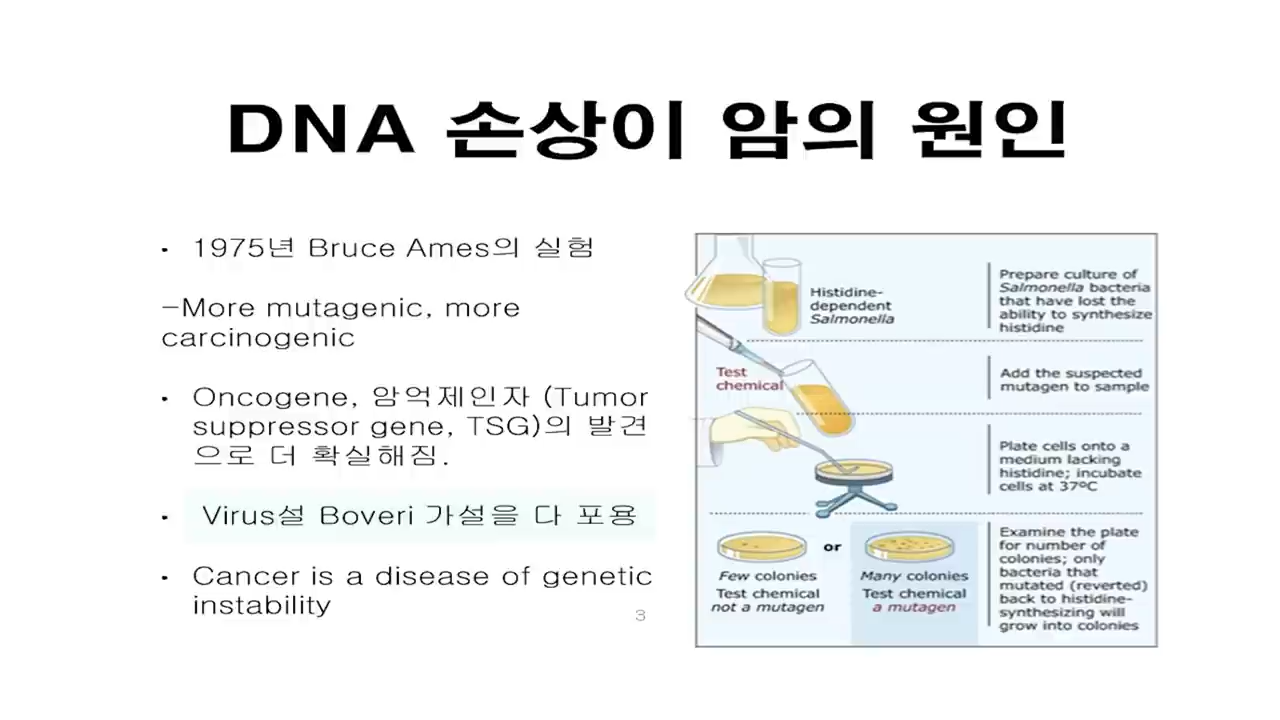 DNA 손상이 암의 원인
• 1975년 Bruce Ames의 실험
-More mutagenic, more
carcinogenic
• Oncogene, 암억제인자 (Tumor
suppressor gene, TSG)의 발견
으로 더 확실해짐.
• Virus설 Boveri 가설을 다 포용
• Cancer is a disease of genetic
instability
3
Histidine-
dependent
Salmonella
Prepare culture of
Salmonella bacteria
that have lost the
ability to synthesize
histidine
Test
chemical
Add the suspected
mutagen to sample
Plate cells onto a
medium lacking
histidine; incubate
cells at 37ºC
or
Few colonies
Test chemical
not a mutagen
Many colonies
Test chemical
a mutagen
Examine the plate
for number of
colonies; only
bacteria that
mutated (reverted)
back to histidine-
synthesizing will
grow into colonies